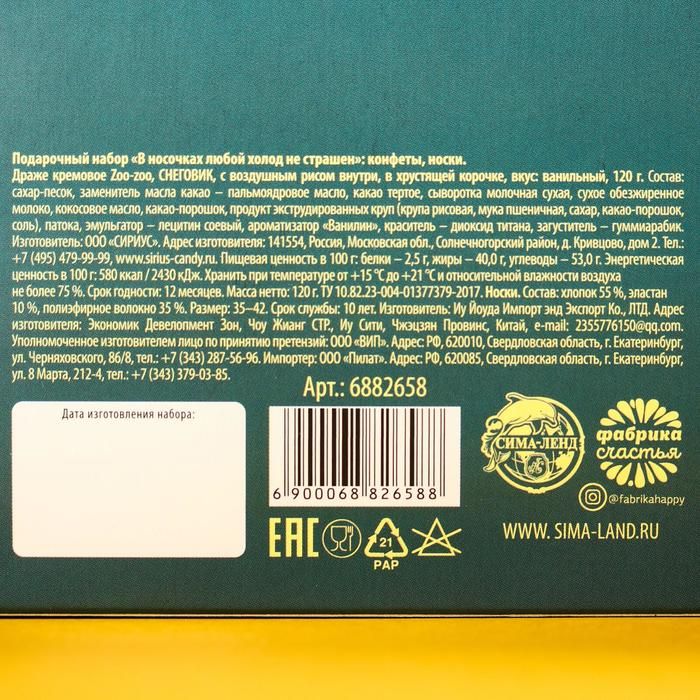 Подарочный набор «В носочках любой холод не страшен»: конфеты, носки.
Драже кремовое Zoo-zoo, СНЕГОВИК, с воздушным рисом внутри, в хрустящей корочке, вкус: ванильный, 120 г. Состав:
сахар-песок, заменитель масла какао – пальмоядровое масло, какао тертое, сыворотка молочная сухая, сухое обезжиренное
молоко, кокосовое масло, какао-порошок, продукт экструдированных круп (крупа рисовая, мука пшеничная, сахар, какао-порошок,
соль), патока, эмульгатор – лецитин соевый, ароматизатор «Ванилин», краситель – диоксид титана, загуститель – гуммиарабик.
Изготовитель: ООО «СИРИУС». Адрес изготовителя: 141554, Россия, Московская обл., Солнечногорский район, д. Кривцово, дом 2. Тел.:
+7 (495) 479-99-99, www.sirius-candy.ru. Пищевая ценность в 100 г: белки – 2,5 г, жиры – 40,0 г, углеводы – 53,0 г. Энергетическая
ценность в 100 г: 580 ккал / 2430 кДж. Хранить при температуре от +15 °С до +21 °С и относительной влажности воздуха
не более 75 %. Срок годности: 12 месяцев. Масса нетто: 120 г. ТУ 10.82.23-004-01377379-2017. Носки. Состав: хлопок 55 %, эластан
10 %, полиэфирное волокно 35 %. Размер: 35–42. Срок службы: 10 лет. Изготовитель: Иу Йоуда Импорт энд Экспорт Ко., ЛТД. Адрес
изготовителя: Экономик Девелопмент Зон, Чоу Жианг СТР., Иу Сити, Чжэцзян Провинс, Китай, e-mail: 2355776150@qq.com.
Уполномоченное изготовителем лицо по принятию претензий: ООО «ВИП». Адрес: РФ, 620010, Свердловская область, г. Екатеринбург,
ул. Черняховского, 86/8, тел.: +7 (343) 287-56-96. Импортер: ООО «Пилат». Адрес: РФ, 620085, Свердловская область, г. Екатеринбург,
ул. 8 Марта, 212-4, тел.: +7 (343) 379-03-85.
Арт.: 6882658
Дата изготовления набора:
6 900068 826588
СИМА-ЛЕНД
фабрика
счастья
@fabrikahappy
EAC
21
PAP
WWW. SIMA-LAND.RU